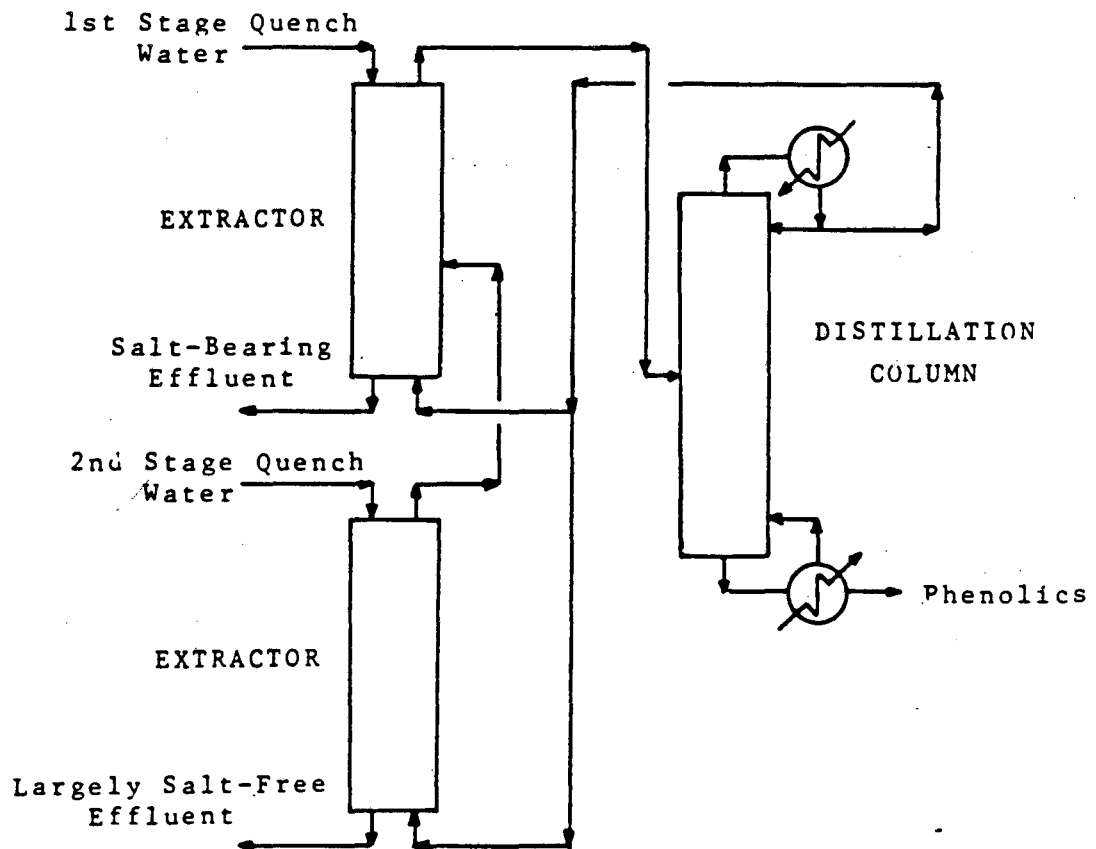 1st Stage Quench
Water
EXTRACTOR
Salt-Bearing
Effluent
DISTILLATION
COLUMN
2nd Stage Quench
Water
Phenolics
EXTRACTOR
Largely Salt-Free
Effluent